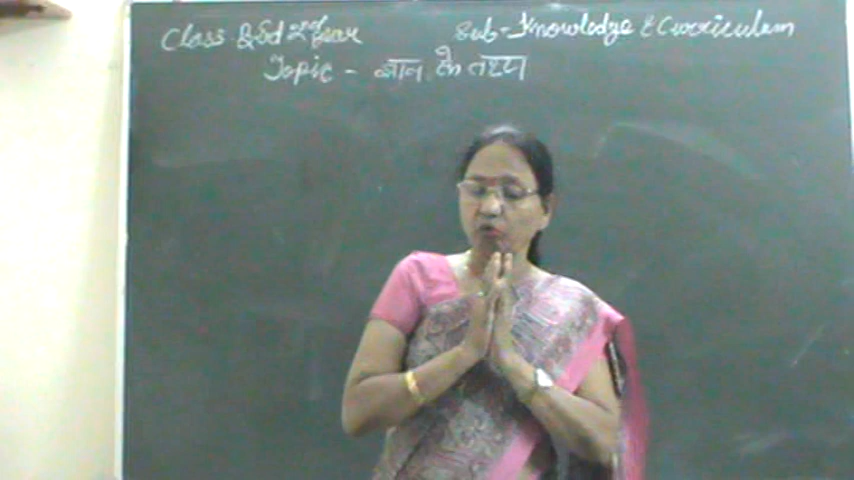 Class B.Ed 2nd Year Sub - Knowledge & Curriculum
Topic - ज्ञान के तथ्य